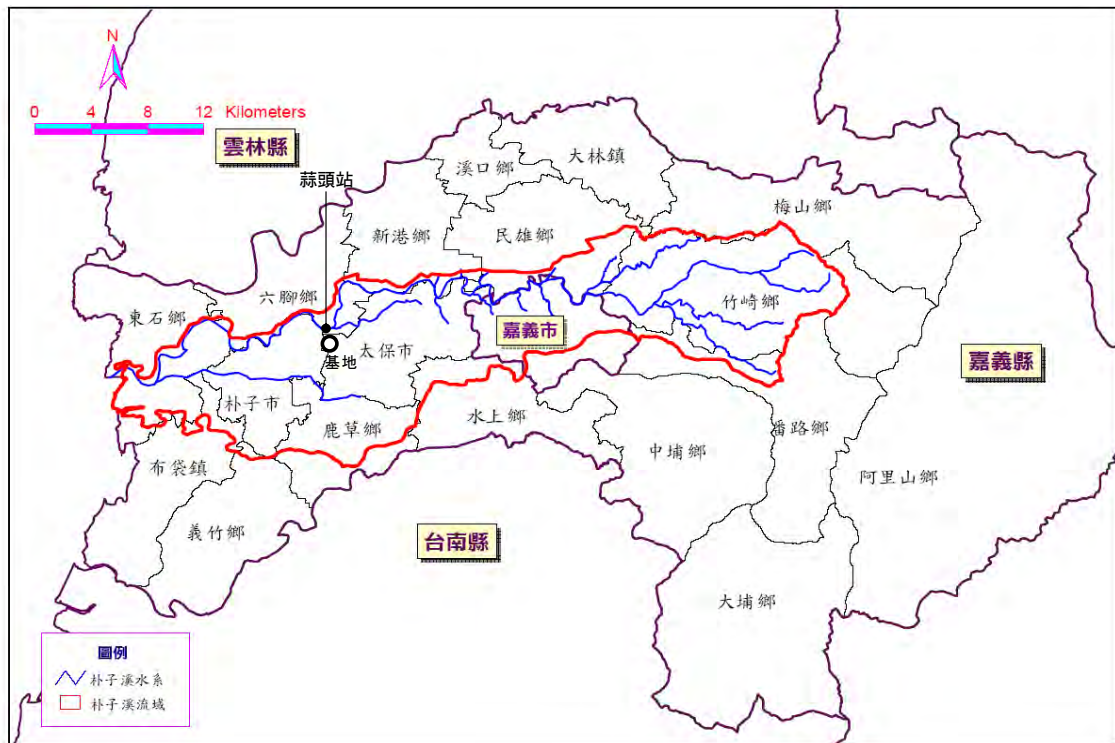 N
0 4 8 12 Kilometers
雲林縣
大林鎮
溪口鄉
蒜頭站
梅山鄉
新港鄉
民雄鄉
六腳鄉
竹崎鄉
東石鄉
嘉義市
太保市
基地
嘉義縣
朴子市
水上鄉
鹿草鄉
番路鄉
中埔鄉
布袋鎮
阿里山鄉
義竹鄉
台南縣
大埔鄉
圖例
朴子溪水系
朴子溪流域